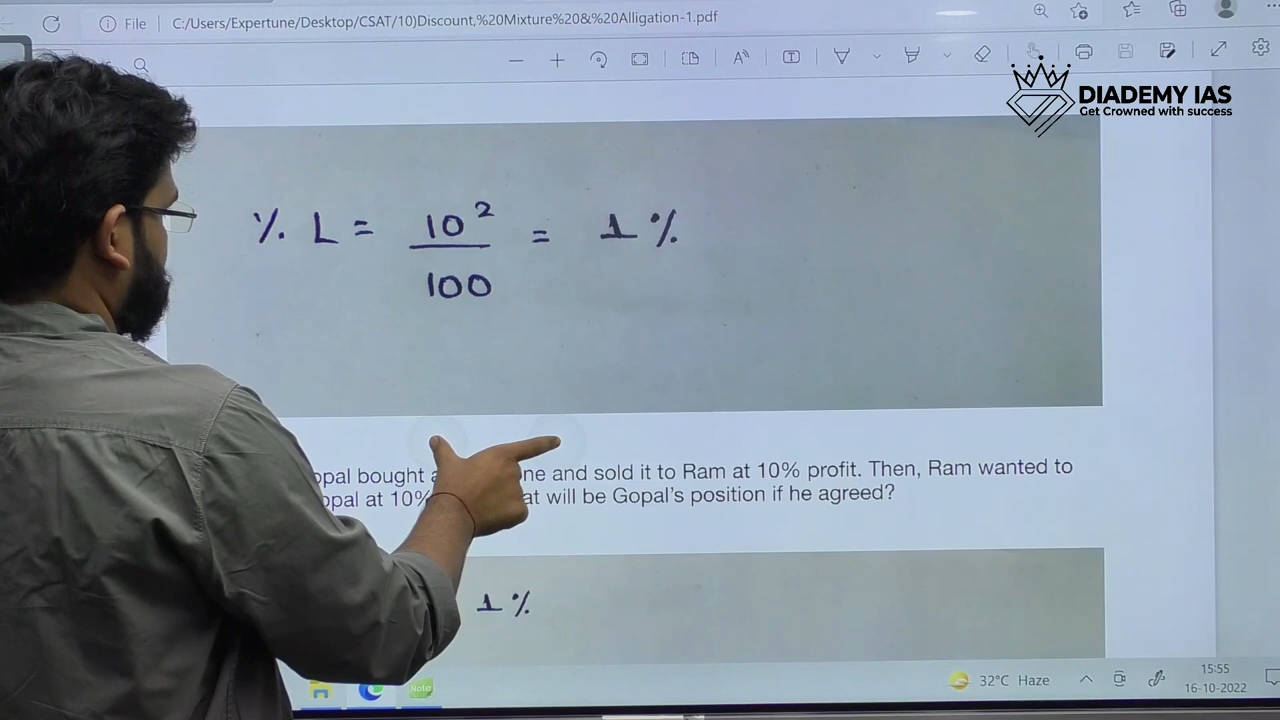 File C:/Users/Expertune/Desktop/CSAT/10)Discount,%20Mixture%20&%20Alligation-1.pdf
DIADEMY IAS
Get Crowned with success
%. L = 10² / 100 = 1%
opal bought a ne and sold it to Ram at 10% profit. Then, Ram wanted to
opal at 10% at will be Gopal's position if he agreed?
1%
Note
32°C Haze
15:55
16-10-2022